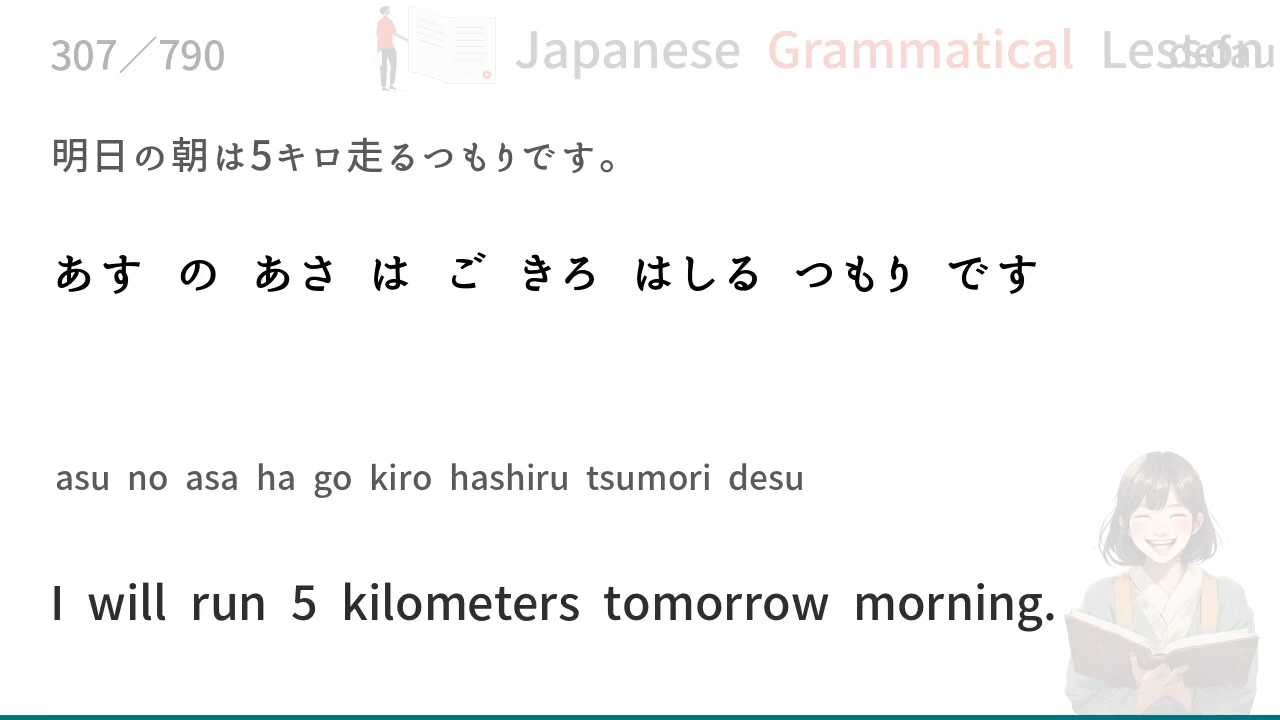 307／790
Japanese Grammatical Lesson
defau
明日の朝は5キロ走るつもりです。
あす の あさ は ご きろ はしる つもり です
asu no asa ha go kiro hashiru tsumori desu
I will run 5 kilometers tomorrow morning.